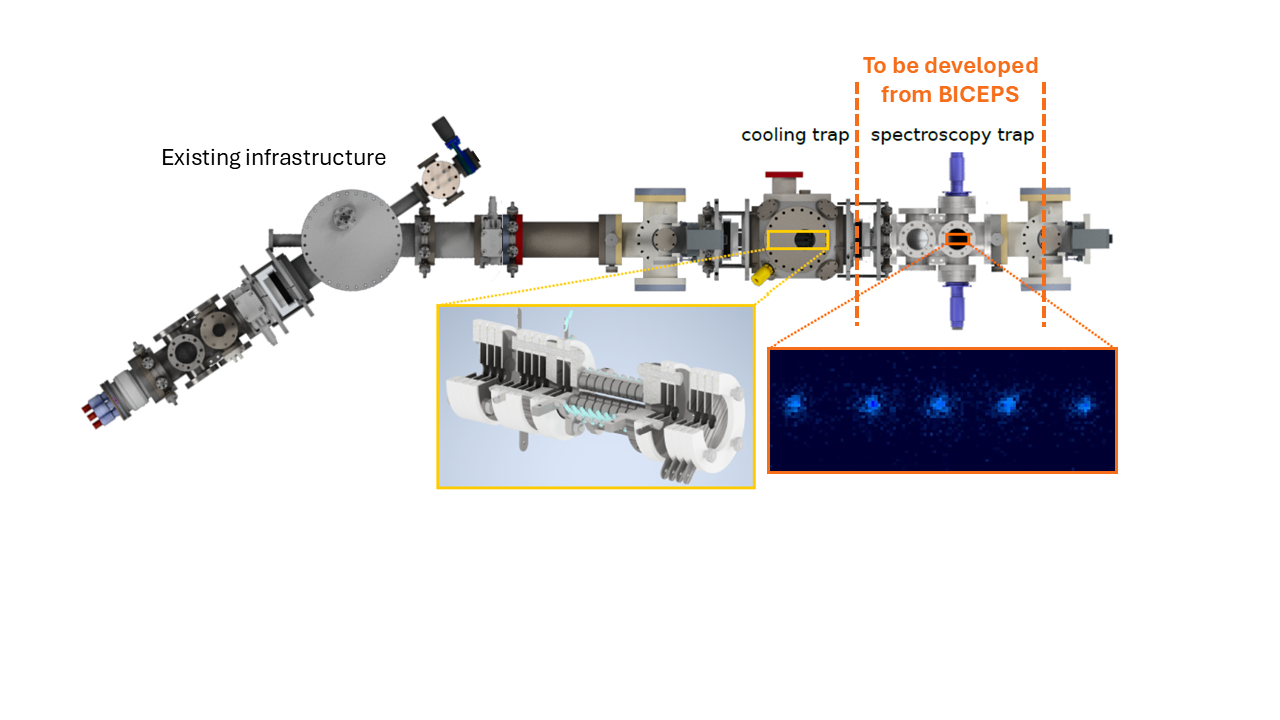 To be developed
from BICEPS
cooling trap
spectroscopy trap
Existing infrastructure